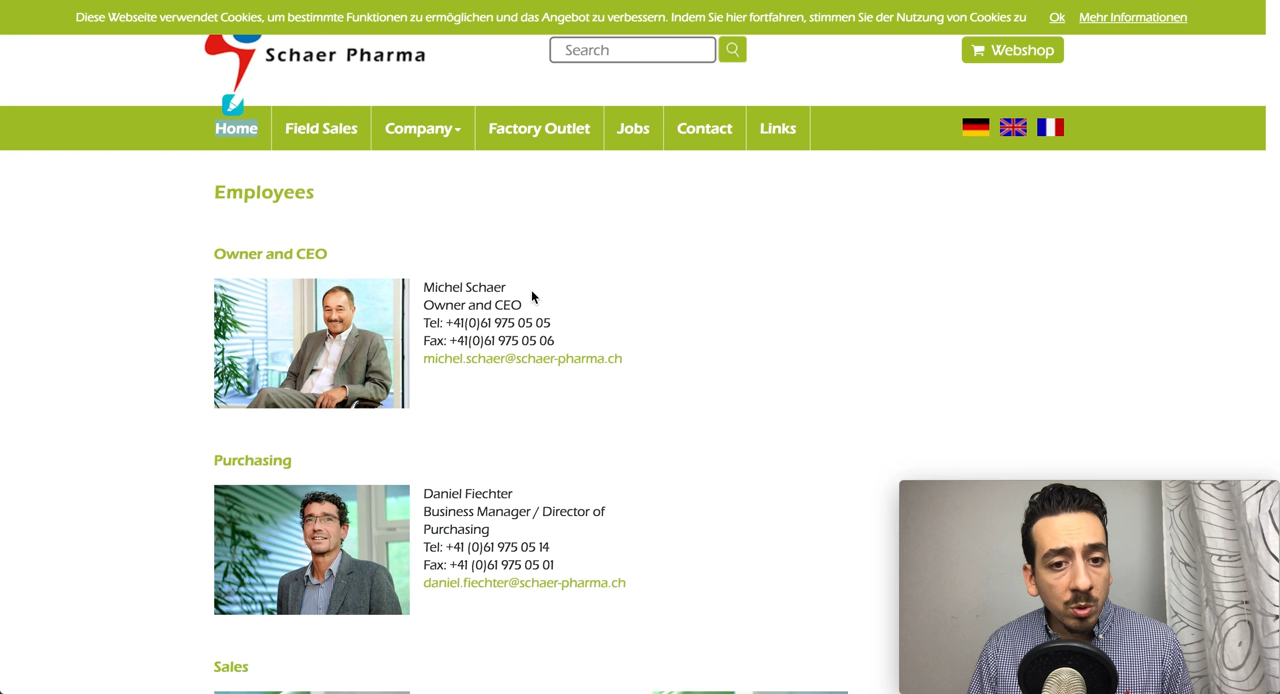 Diese Webseite verwendet Cookies, um bestimmte Funktionen zu ermöglichen und das Angebot zu verbessern. Indem Sie hier fortfahren, stimmen Sie der Nutzung von Cookies zu Ok Mehr Informationen
Schaer Pharma
Search
Webshop
Home Field Sales Company Factory Outlet Jobs Contact Links
Employees
Owner and CEO
Michel Schaer
Owner and CEO
Tel: +41(0)61 975 05 05
Fax: +41(0)61 975 05 06
michel.schaer@schaer-pharma.ch
Purchasing
Daniel Fiechter
Business Manager / Director of
Purchasing
Tel: +41 (0)61 975 05 14
Fax: +41 (0)61 975 05 01
daniel.fiechter@schaer-pharma.ch
Sales